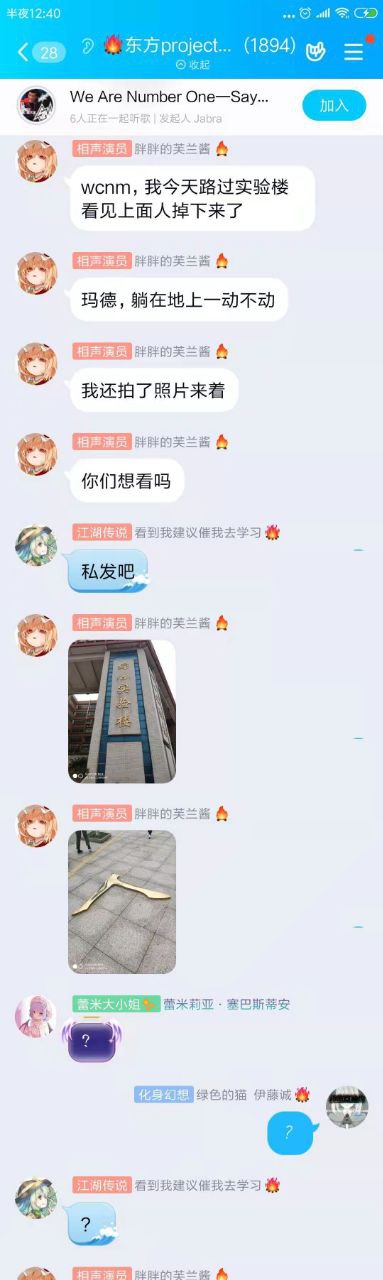 半夜12:40
28
🔥东方project...（1894）
收起
We Are Number One—Say...
6人正在一起听歌 | 发起人 Jabra
加入
相声演员 胖胖的芙兰酱 🔥
wcnm，我今天路过实验楼
看见上面人掉下来了
相声演员 胖胖的芙兰酱 🔥
玛德，躺在地上一动不动
相声演员 胖胖的芙兰酱 🔥
我还拍了照片来着
相声演员 胖胖的芙兰酱 🔥
你们想看吗
江湖传说 看到我建议催我去学习 🔥
私发吧
相声演员 胖胖的芙兰酱 🔥
实验楼
相声演员 胖胖的芙兰酱 🔥
人
蕾米大小姐 蕾米莉亚·塞巴斯蒂安
?
化身幻想 绿色的猫 伊藤诚 🔥
?
江湖传说 看到我建议催我去学习 🔥
?
相声演员 胖胖的芙兰酱 🔥